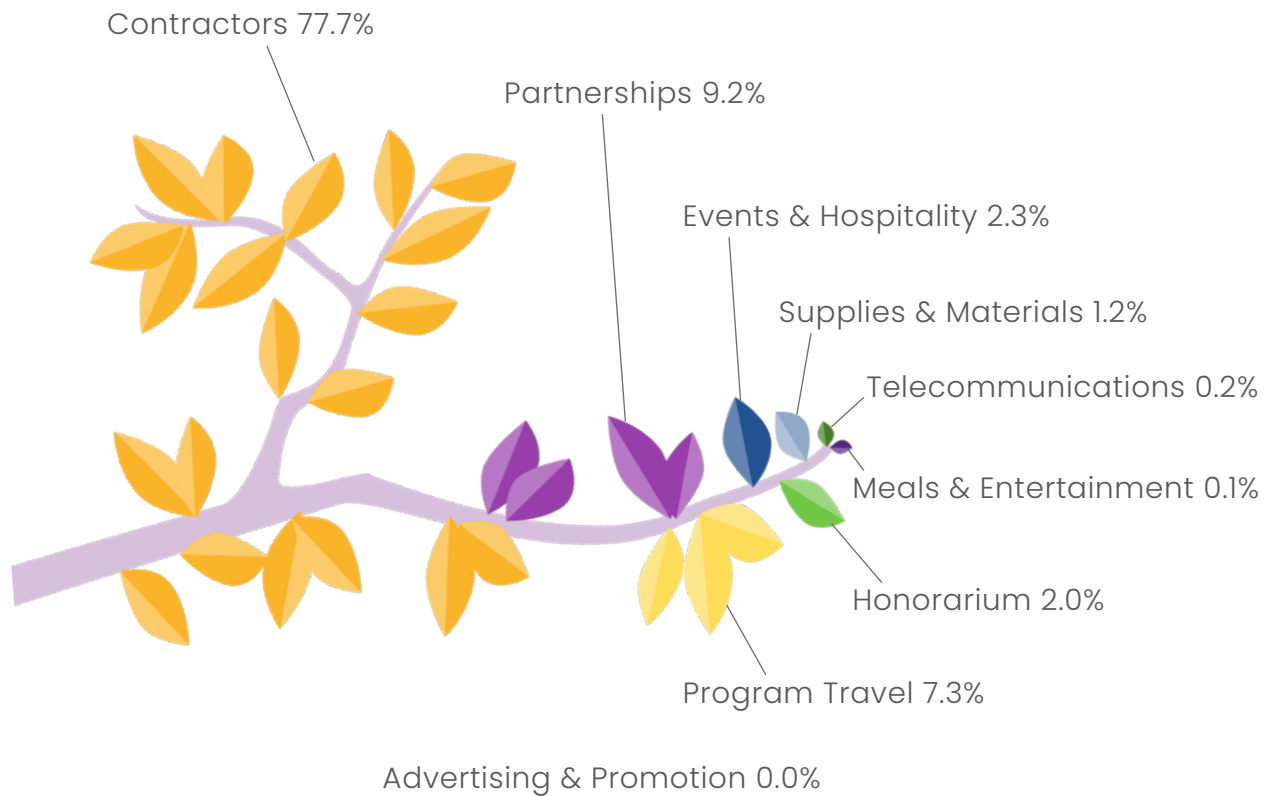 Contractors 77.7%
Partnerships 9.2%
Events & Hospitality 2.3%
Supplies & Materials 1.2%
Telecommunications 0.2%
Meals & Entertainment 0.1%
Honorarium 2.0%
Program Travel 7.3%
Advertising & Promotion 0.0%